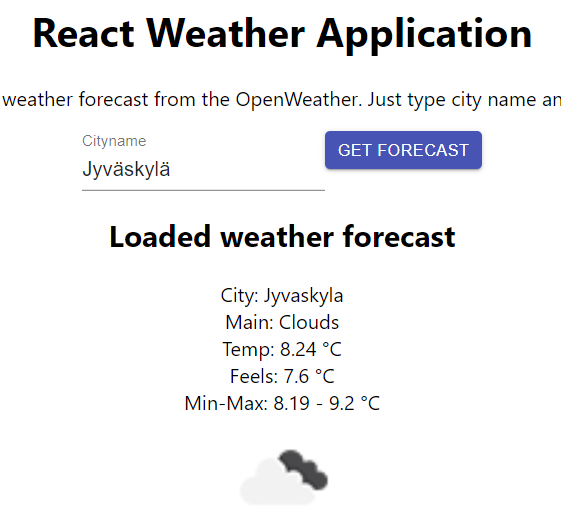 React Weather Application
weather forecast from the OpenWeather. Just type city name an
Cityname
Jyväskylä
GET FORECAST
Loaded weather forecast
City: Jyvaskyla
Main: Clouds
Temp: 8.24 °C
Feels: 7.6 °C
Min-Max: 8.19 - 9.2 °C